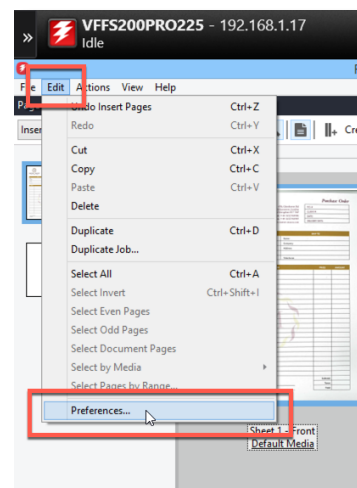 » VFFS200PRO225 - 192.168.1.17
Idle
File Edit Actions View Help
Undo Insert Pages Ctrl+Z
Redo Ctrl+Y
Cut Ctrl+X
Copy Ctrl+C
Paste Ctrl+V
Delete
Duplicate Ctrl+D
Duplicate Job...
Select All Ctrl+A
Select Invert Ctrl+Shift+I
Select Even Pages
Select Odd Pages
Select Document Pages
Select by Media
Select Pages by Range...
Preferences...
Purchase Order
Sheet 1 - Front
Default Media